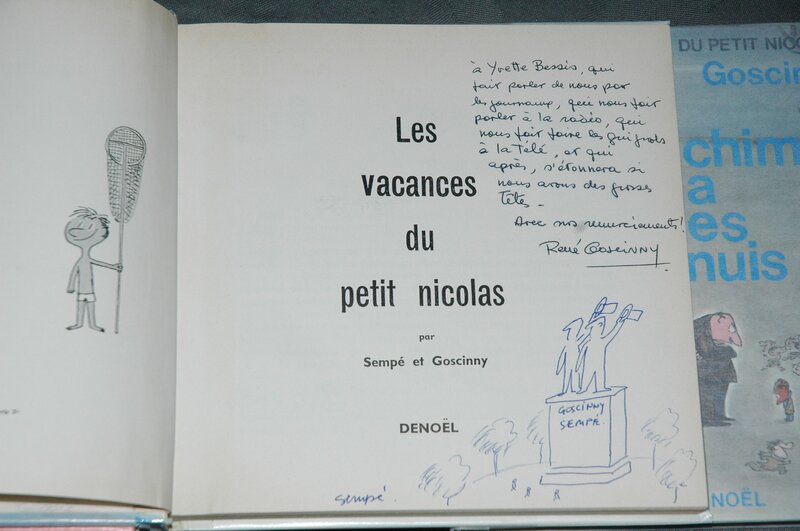 à Yvette Bessis, qui
fait parler de nous par
les journaux, qui nous fait
parler à la radio, qui
nous fait faire les guignols
à la Télé, et qui
après, s'étonnera si
nous avons des grosses
têtes -
Avec nos remerciements!
René Goscinny
Les
vacances
du
petit nicolas
par
Sempé et Goscinny
DENOËL
GOSCINNY
SEMPÉ.
Sempé.
DU PETIT NIC
Goscin
chim
a
es
nuis
NOËL